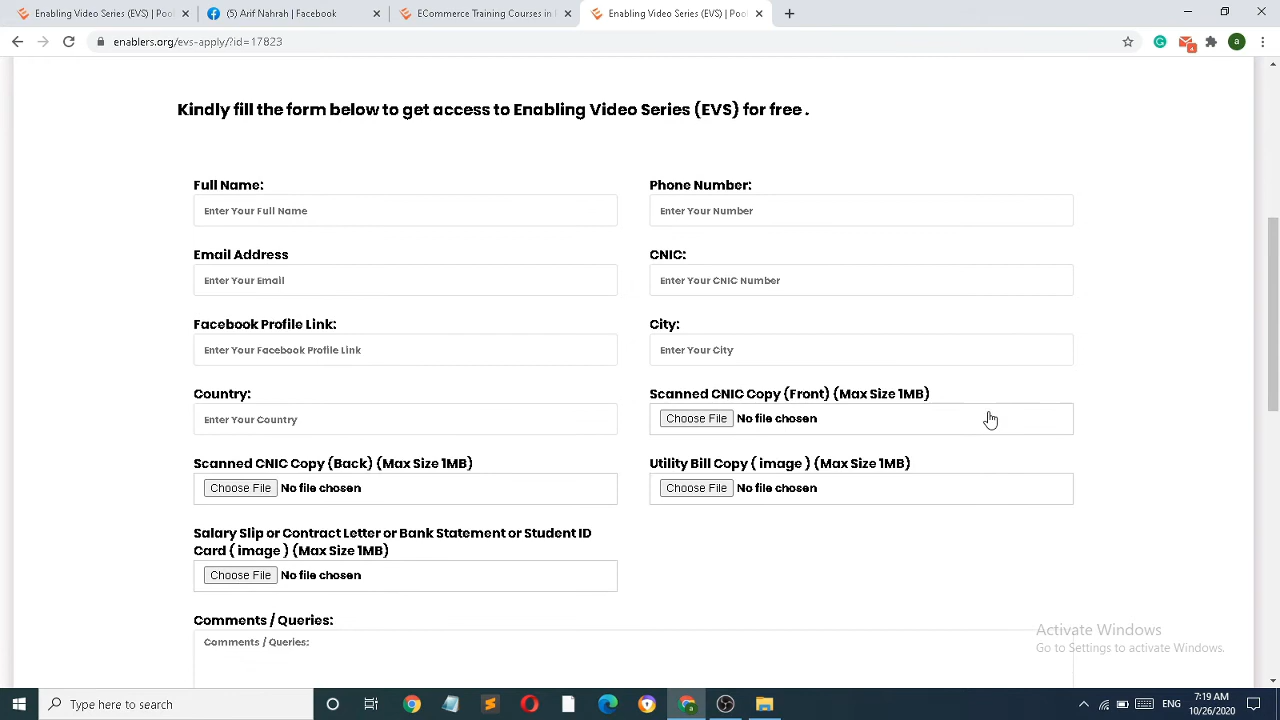 Enabling Video Series (EVS) | Poo
(20+) Facebook
ECommerce Training Courses in
Enabling Video Series (EVS) | Poo
enablers.org/evs-apply/?id=17823
a
Kindly fill the form below to get access to Enabling Video Series (EVS) for free .
Full Name:
Phone Number:
Enter Your Full Name
Enter Your Number
Email Address
CNIC:
Enter Your Email
Enter Your CNIC Number
Facebook Profile Link:
City:
Enter Your Facebook Profile Link
Enter Your City
Country:
Scanned CNIC Copy (Front) (Max Size 1MB)
Enter Your Country
Choose File No file chosen
Scanned CNIC Copy (Back) (Max Size 1MB)
Utility Bill Copy ( image ) (Max Size 1MB)
Choose File No file chosen
Choose File No file chosen
Salary Slip or Contract Letter or Bank Statement or Student ID
Card ( image ) (Max Size 1MB)
Choose File No file chosen
Comments / Queries:
Comments / Queries:
Activate Windows
Go to Settings to activate Windows.
Type here to search
ENG
7:19 AM
10/26/2020